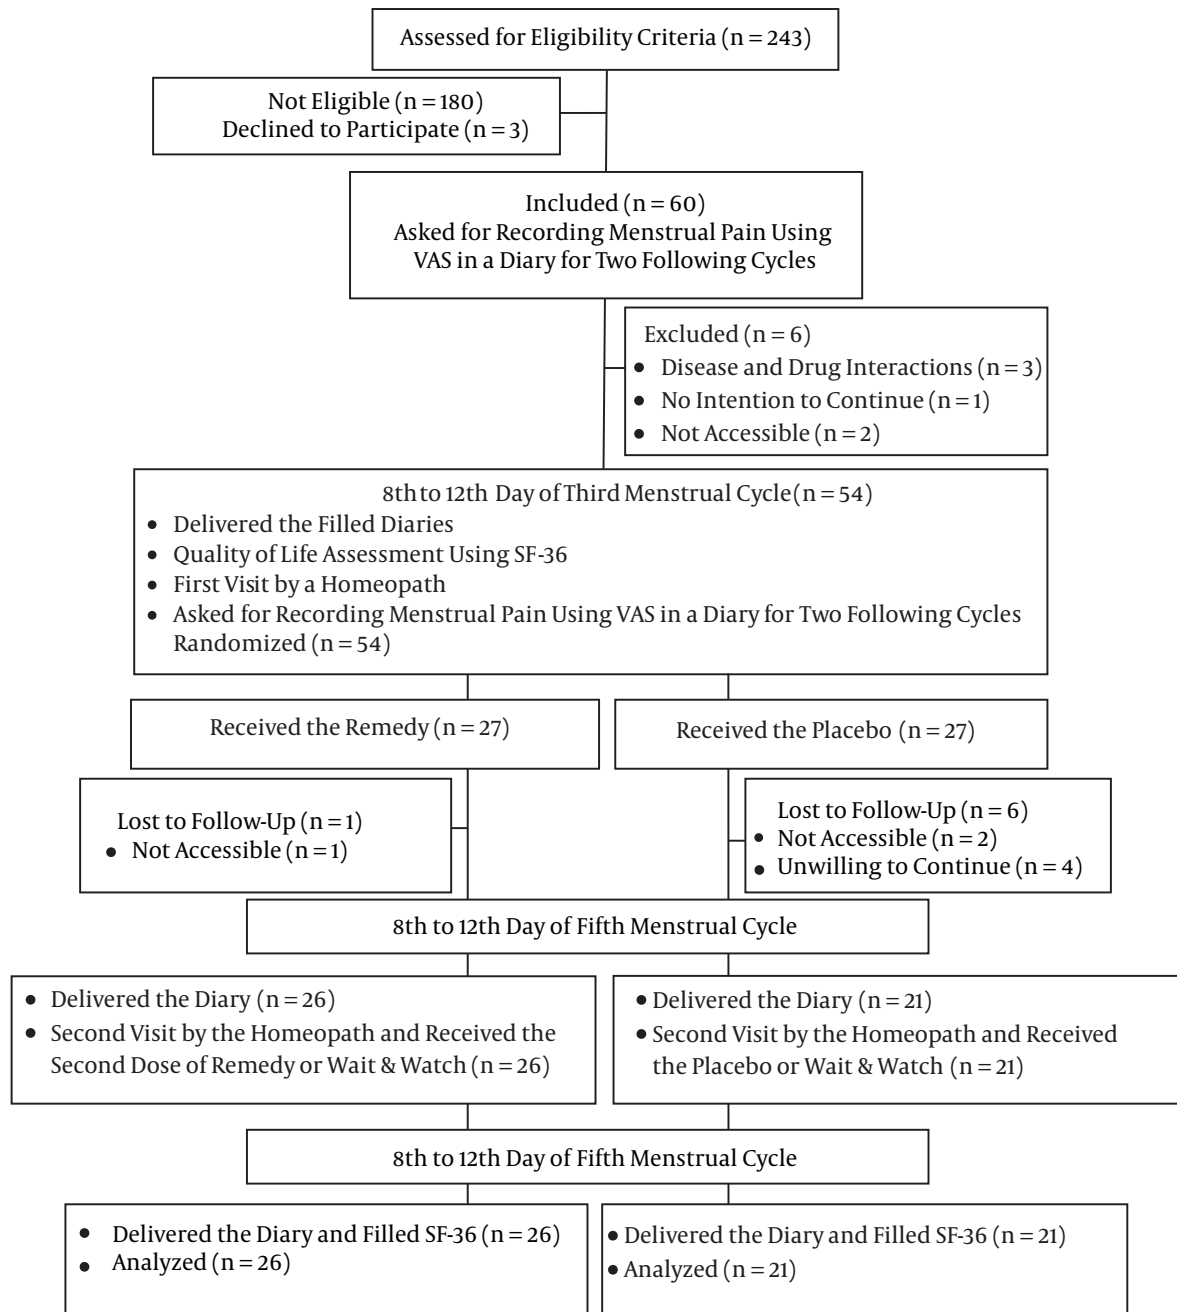 Assessed for Eligibility Criteria (n = 243)
Not Eligible (n = 180)
Declined to Participate (n = 3)
Included (n = 60)
Asked for Recording Menstrual Pain Using
VAS in a Diary for Two Following Cycles
Excluded (n = 6)
• Disease and Drug Interactions (n = 3)
• No Intention to Continue (n = 1)
• Not Accessible (n = 2)
8th to 12th Day of Third Menstrual Cycle(n = 54)
• Delivered the Filled Diaries
• Quality of Life Assessment Using SF-36
• First Visit by a Homeopath
• Asked for Recording Menstrual Pain Using VAS in a Diary for Two Following Cycles
Randomized (n = 54)
Received the Remedy (n = 27)
Received the Placebo (n = 27)
Lost to Follow-Up (n = 1)
• Not Accessible (n = 1)
Lost to Follow-Up (n = 6)
• Not Accessible (n = 2)
• Unwilling to Continue (n = 4)
8th to 12th Day of Fifth Menstrual Cycle
• Delivered the Diary (n = 26)
• Second Visit by the Homeopath and Received the
Second Dose of Remedy or Wait & Watch (n = 26)
• Delivered the Diary (n = 21)
• Second Visit by the Homeopath and Received
the Placebo or Wait & Watch (n = 21)
8th to 12th Day of Fifth Menstrual Cycle
• Delivered the Diary and Filled SF-36 (n = 26)
• Analyzed (n = 26)
• Delivered the Diary and Filled SF-36 (n = 21)
• Analyzed (n = 21)